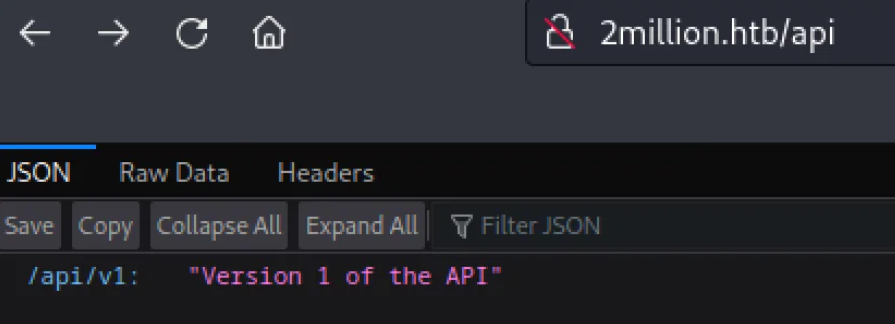 2million.htb/api
JSON Raw Data Headers
Save Copy Collapse All Expand All Filter JSON
/api/v1: "Version 1 of the API"